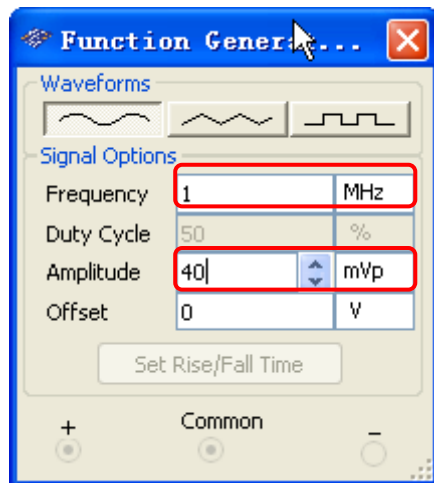 Function Gener...
Waveforms
Signal Options
Frequency 1 MHz
Duty Cycle 50 %
Amplitude 40 mVp
Offset 0 V
Set Rise/Fall Time
+ Common −